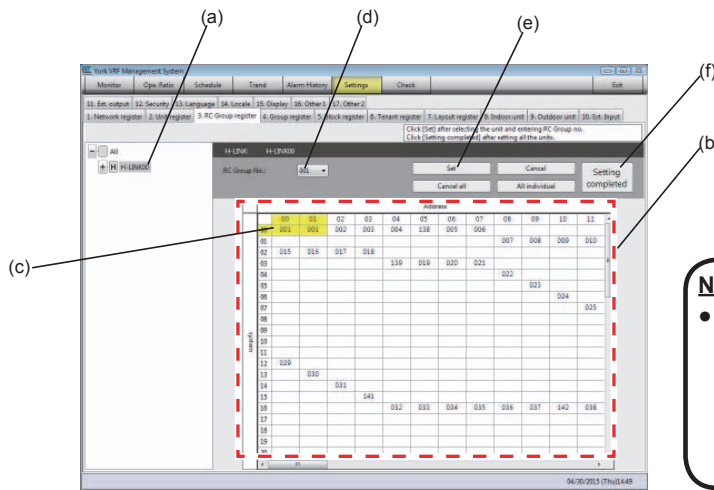 (a)
(d)
(e)
(f)
(b)
(c)
York VRF Management System
Monitor Ope. Ratio Schedule Trend Alarm History Settings Check Exit
11. Ext. output 12. Security 13. Language 14. Locale 15. Display 16. Other1 17. Other2
1. Network register 2. Unit register 3. RC Group register 4. Group register 5. Block register 6. Tenant register 7. Layout register 8. Indoor unit 9. Outdoor unit 10. Ext. Input
Click [Set] after selecting the unit and entering RC Group no.
Click [Setting completed] after setting all the units.
All
H H-LINK00
H-LINK: H-LINK00
RC Group No.: 001
Set Cancel
Cancel all All individual
Setting completed
Address
00 01 02 03 04 05 06 07 08 09 10 11
00 001 001 002 003 004 138 005 006
01 007 008 009 010
02 015 016 017 018
03 139 019 020 021
04 022
05 023
06 024
07 025
08
09
10
11
12 029
13 030
14 031
15 141
16 032 033 034 035 036 037 142 038
17
18
19
System
04/30/2015 (Thu)14:49